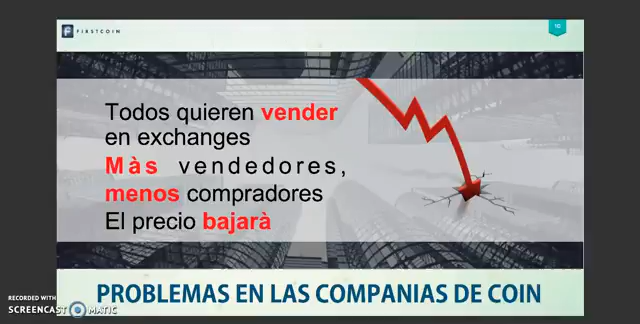 FIRSTCOIN
10
Todos quieren vender
en exchanges
Màs vendedores,
menos compradores
El precio bajarà
PROBLEMAS EN LAS COMPANIAS DE COIN
RECORDED WITH
SCREENCAST MATIC